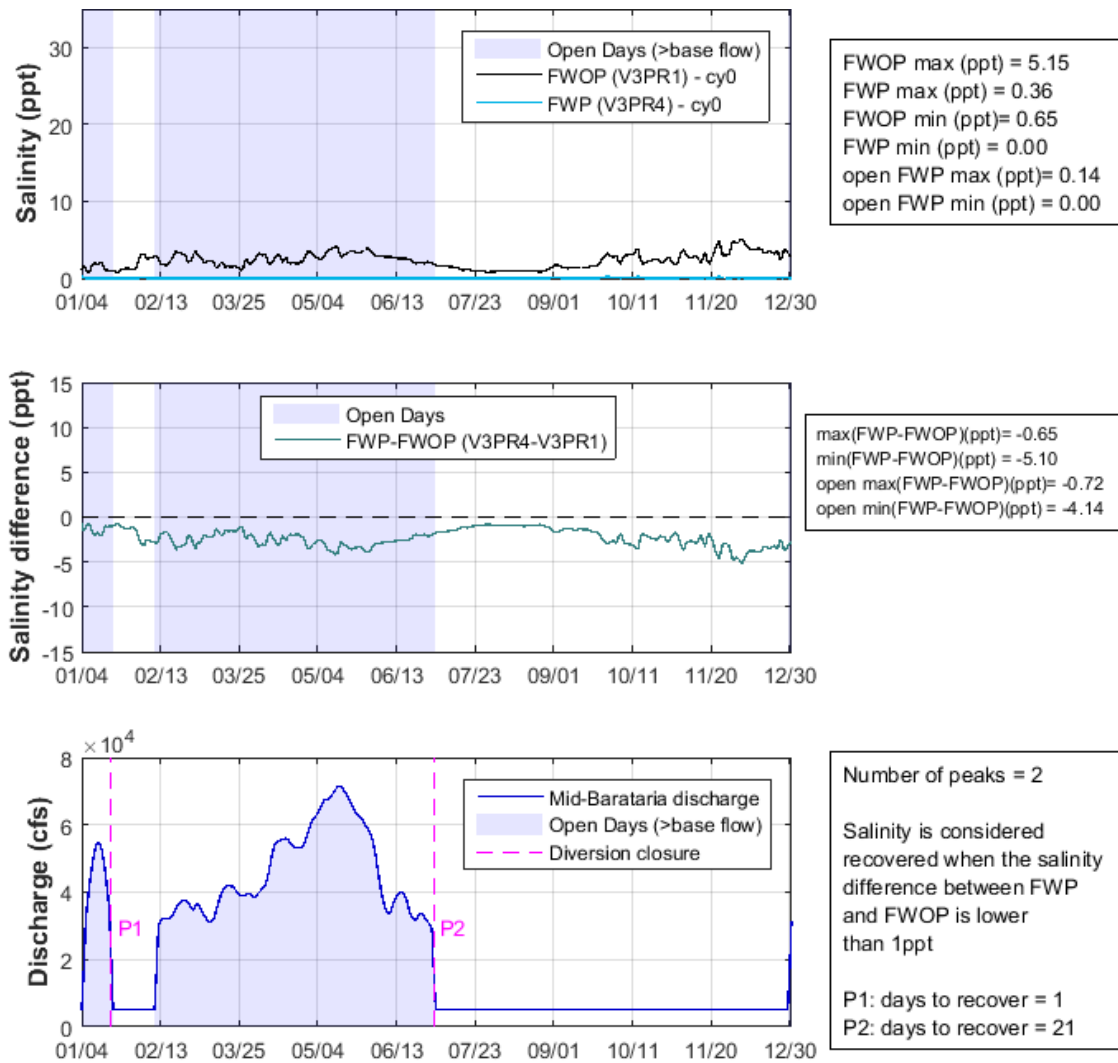 35
30
20
10
0
Salinity (ppt)
Open Days (>base flow)
FWOP (V3PR1) - cy0
FWP (V3PR4) - cy0
01/04 02/13 03/25 05/04 06/13 07/23 09/01 10/11 11/20 12/30
FWOP max (ppt) = 5.15
FWP max (ppt) = 0.36
FWOP min (ppt)= 0.65
FWP min (ppt) = 0.00
open FWP max (ppt)= 0.14
open FWP min (ppt) = 0.00
15
10
5
0
-5
-10
-15
Salinity difference (ppt)
Open Days
FWP-FWOP (V3PR4-V3PR1)
01/04 02/13 03/25 05/04 06/13 07/23 09/01 10/11 11/20 12/30
max(FWP-FWOP)(ppt)= -0.65
min(FWP-FWOP)(ppt) = -5.10
open max(FWP-FWOP)(ppt)= -0.72
open min(FWP-FWOP)(ppt) = -4.14
×10⁴
8
6
4
2
0
Discharge (cfs)
Mid-Barataria discharge
Open Days (>base flow)
Diversion closure
P1
P2
01/04 02/13 03/25 05/04 06/13 07/23 09/01 10/11 11/20 12/30
Number of peaks = 2
Salinity is considered
recovered when the salinity
difference between FWP
and FWOP is lower
than 1ppt
P1: days to recover = 1
P2: days to recover = 21